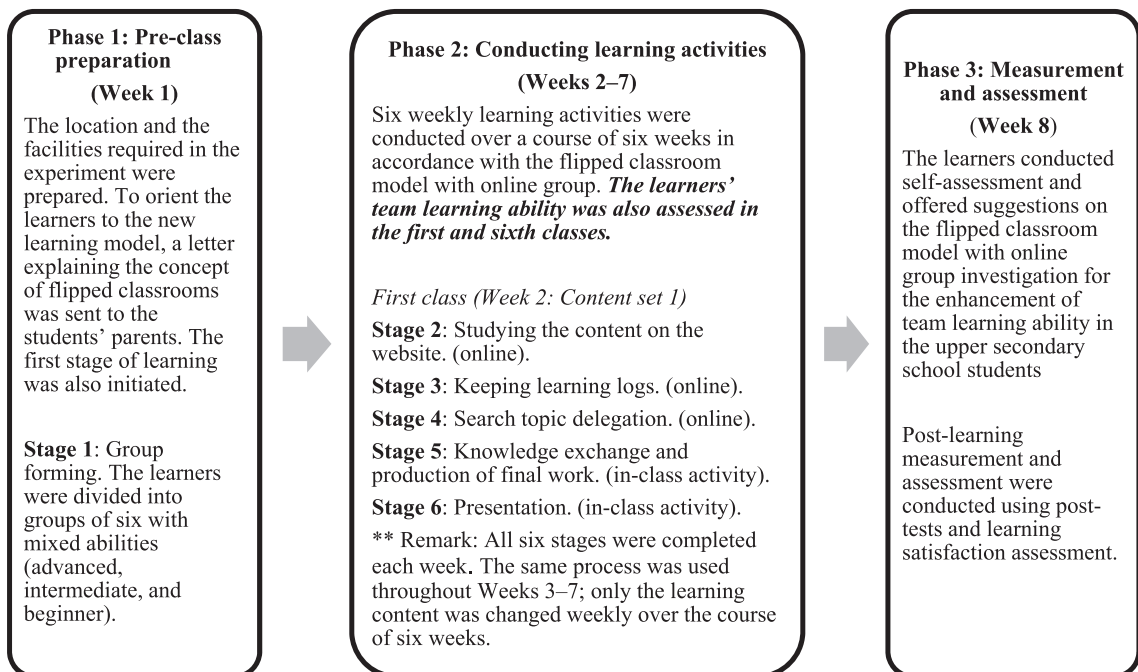 Phase 1: Pre-class
preparation
(Week 1)
The location and the
facilities required in the
experiment were
prepared. To orient the
learners to the new
learning model, a letter
explaining the concept
of flipped classrooms
was sent to the
students’ parents. The
first stage of learning
was also initiated.
Stage 1: Group
forming. The learners
were divided into
groups of six with
mixed abilities
(advanced,
intermediate, and
beginner).
Phase 2: Conducting learning activities
(Weeks 2–7)
Six weekly learning activities were
conducted over a course of six weeks in
accordance with the flipped classroom
model with online group. The learners’
team learning ability was also assessed in
the first and sixth classes.
First class (Week 2: Content set 1)
Stage 2: Studying the content on the
website. (online).
Stage 3: Keeping learning logs. (online).
Stage 4: Search topic delegation. (online).
Stage 5: Knowledge exchange and
production of final work. (in-class activity).
Stage 6: Presentation. (in-class activity).
** Remark: All six stages were completed
each week. The same process was used
throughout Weeks 3–7; only the learning
content was changed weekly over the course
of six weeks.
Phase 3: Measurement
and assessment
(Week 8)
The learners conducted
self-assessment and
offered suggestions on
the flipped classroom
model with online
group investigation for
the enhancement of
team learning ability in
the upper secondary
school students
Post-learning
measurement and
assessment were
conducted using post-
tests and learning
satisfaction assessment.